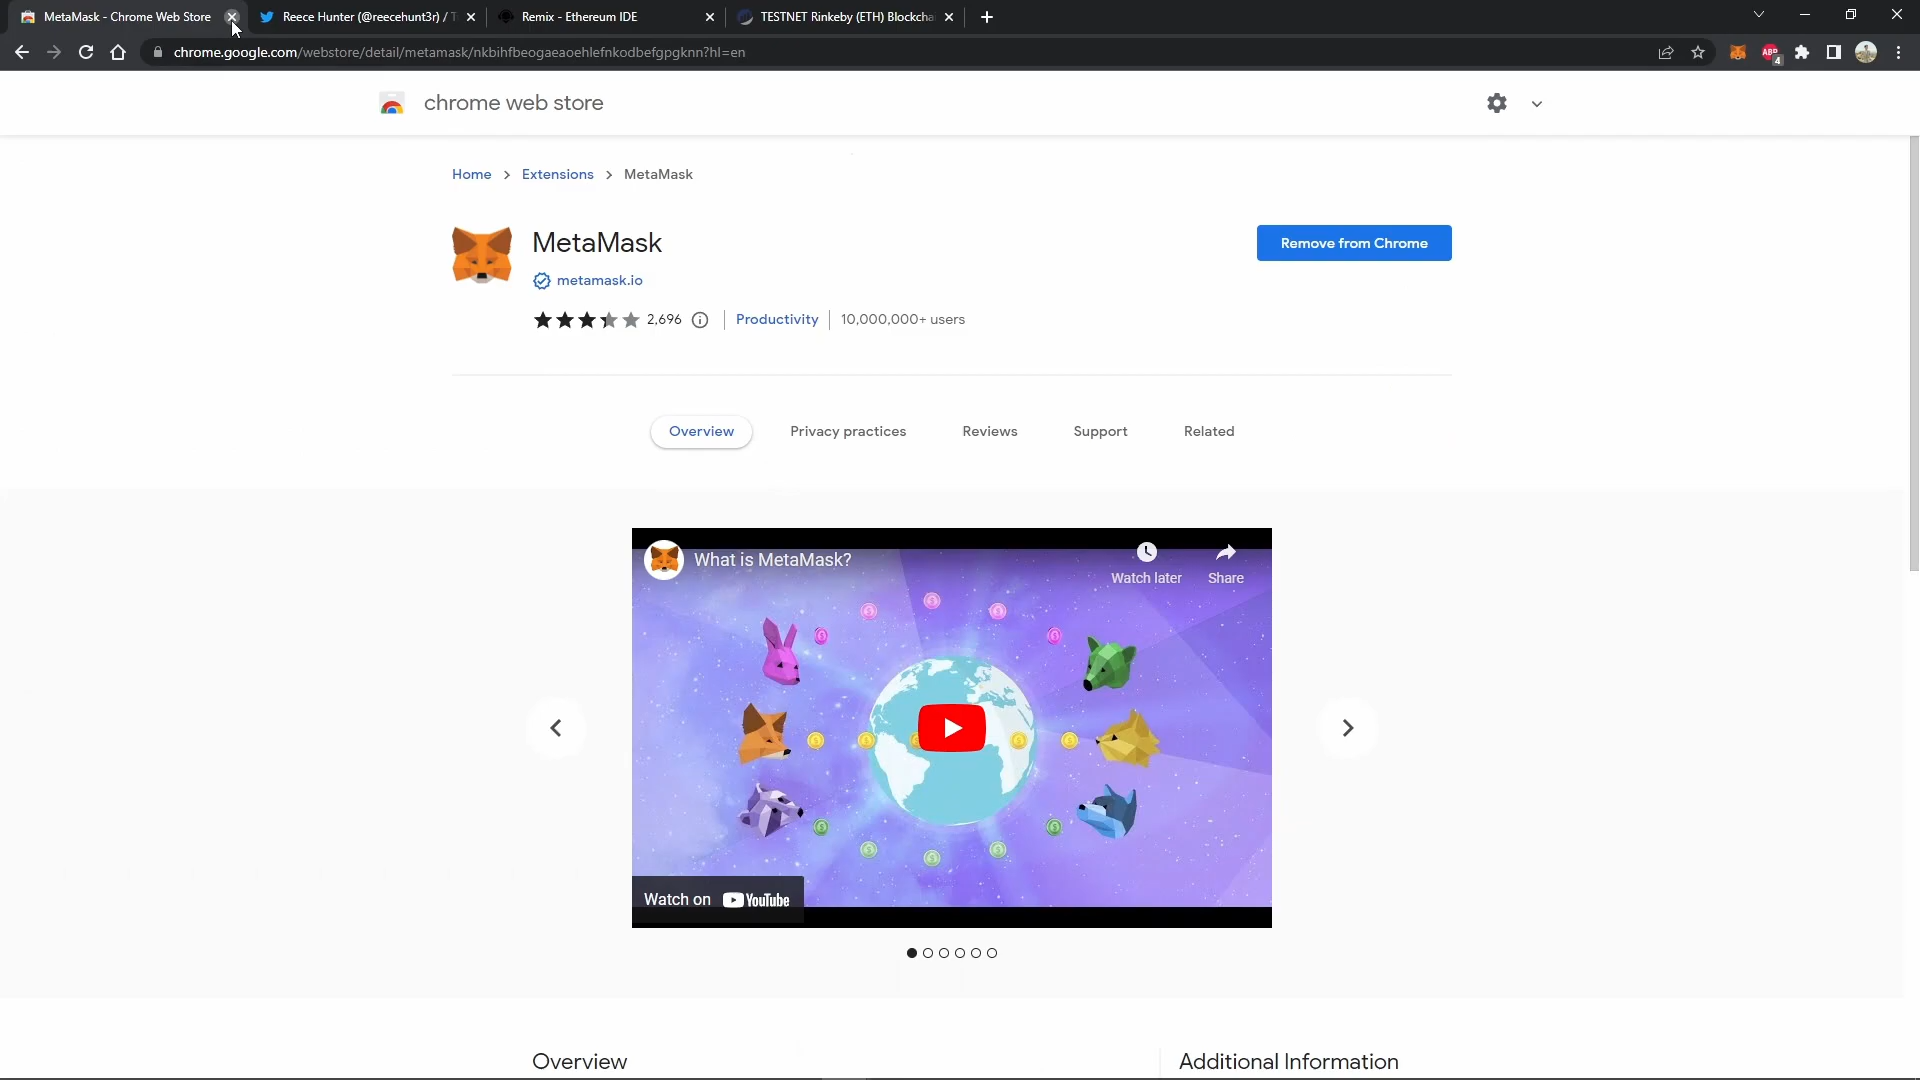 MetaMask - Chrome Web Store
Reece Hunter (@reecehunt3r) / T
Remix - Ethereum IDE
TESTNET Rinkeby (ETH) Blockcha
chrome.google.com/webstore/detail/metamask/nkbihfbeogaeaoehlefnkodbefgpgknn?hl=en
ABP
4
chrome web store
Home > Extensions > MetaMask
MetaMask
Remove from Chrome
metamask.io
2,696
Productivity
10,000,000+ users
Overview
Privacy practices
Reviews
Support
Related
What is MetaMask?
Watch later
Share
Watch on YouTube
Overview
Additional Information